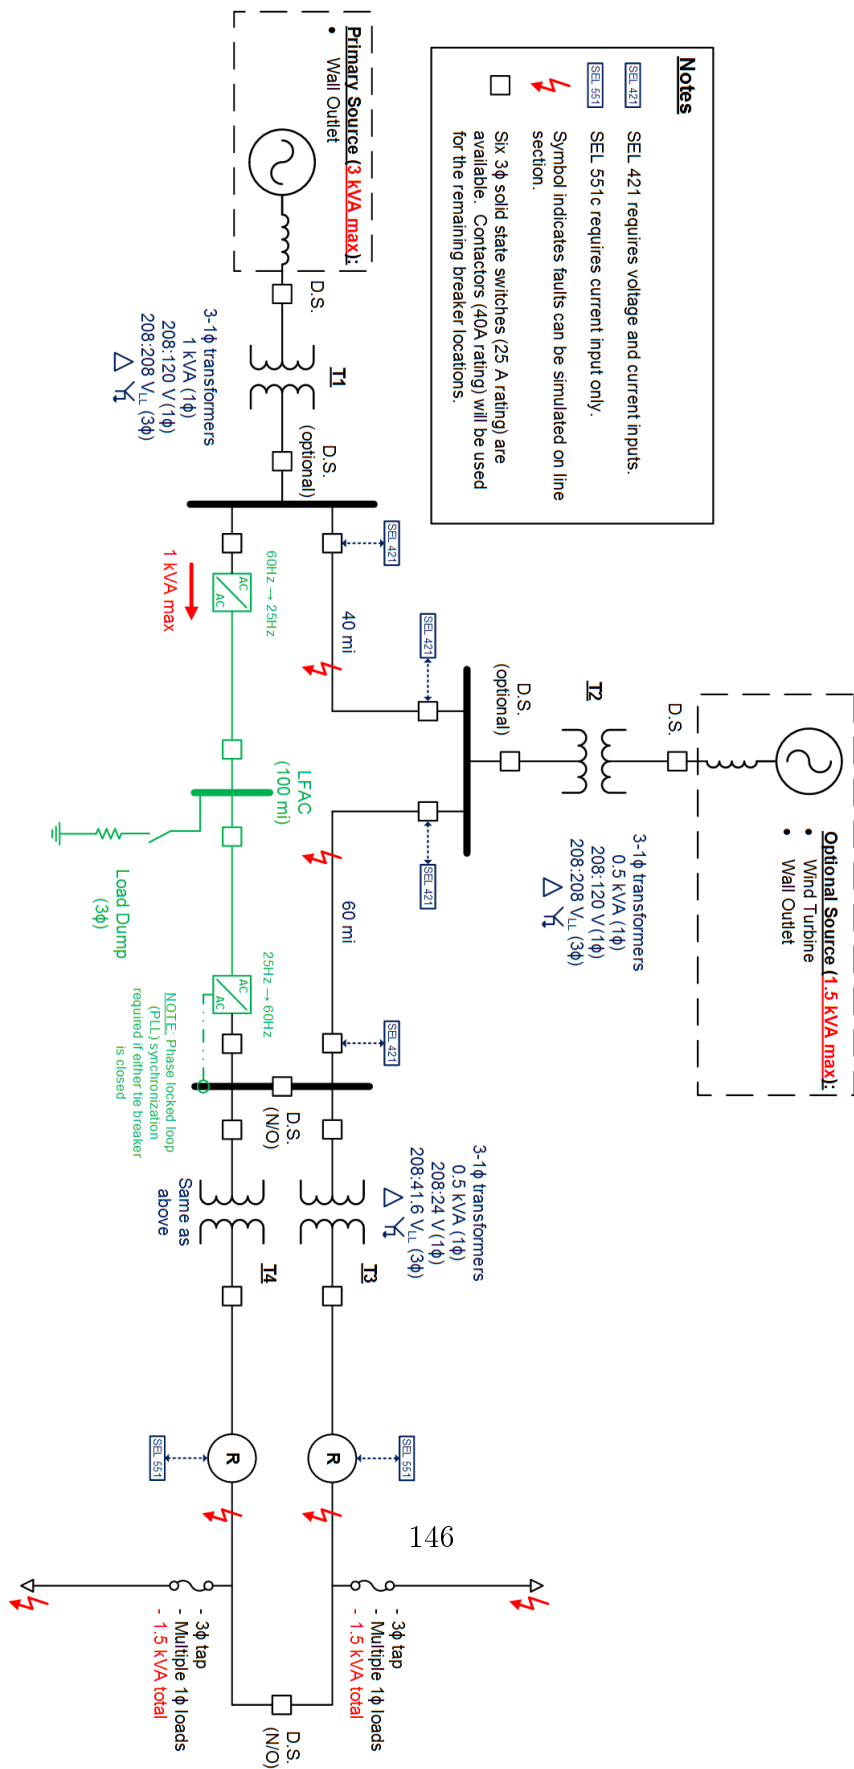 Notes
SEL 421
SEL 421 requires voltage and current inputs.
SEL 551
SEL 551c requires current input only.
Symbol indicates faults can be simulated on line
section.
Six 3ϕ solid state switches (25 A rating) are
available. Contactors (40A rating) will be used
for the remaining breaker locations.
Optional Source (1.5 kVA max):
• Wind Turbine
• Wall Outlet
D.S.
T2
3-1ϕ transformers
0.5 kVA (1ϕ)
208:120 V (1ϕ)
208:208 VLL (3ϕ)
D.S.
(optional)
Primary Source (3 kVA max):
• Wall Outlet
D.S.
T1
3-1ϕ transformers
1 kVA (1ϕ)
208:120 V (1ϕ)
208:208 VLL (3ϕ)
D.S.
(optional)
SEL 421
40 mi
SEL 421
SEL 421
60 mi
SEL 421
60Hz → 25Hz
AC
AC
1 kVA max
LFAC
(100 mi)
Load Dump
(3ϕ)
25Hz → 60Hz
AC
AC
NOTE: Phase locked loop
(PLL) synchronization
required if either tie breaker
is closed
D.S.
(N/O)
3-1ϕ transformers
0.5 kVA (1ϕ)
208:24 V (1ϕ)
208:41.6 VLL (3ϕ)
T3
Same as
above
T4
SEL 551
R
SEL 551
R
- 3ϕ tap
- Multiple 1ϕ loads
- 1.5 kVA total
- 3ϕ tap
- Multiple 1ϕ loads
- 1.5 kVA total
D.S.
(N/O)
146